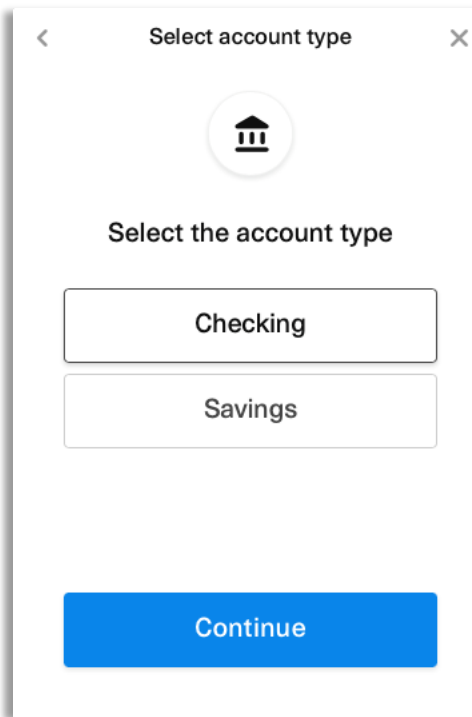 Select account type
Select the account type
Checking
Savings
Continue